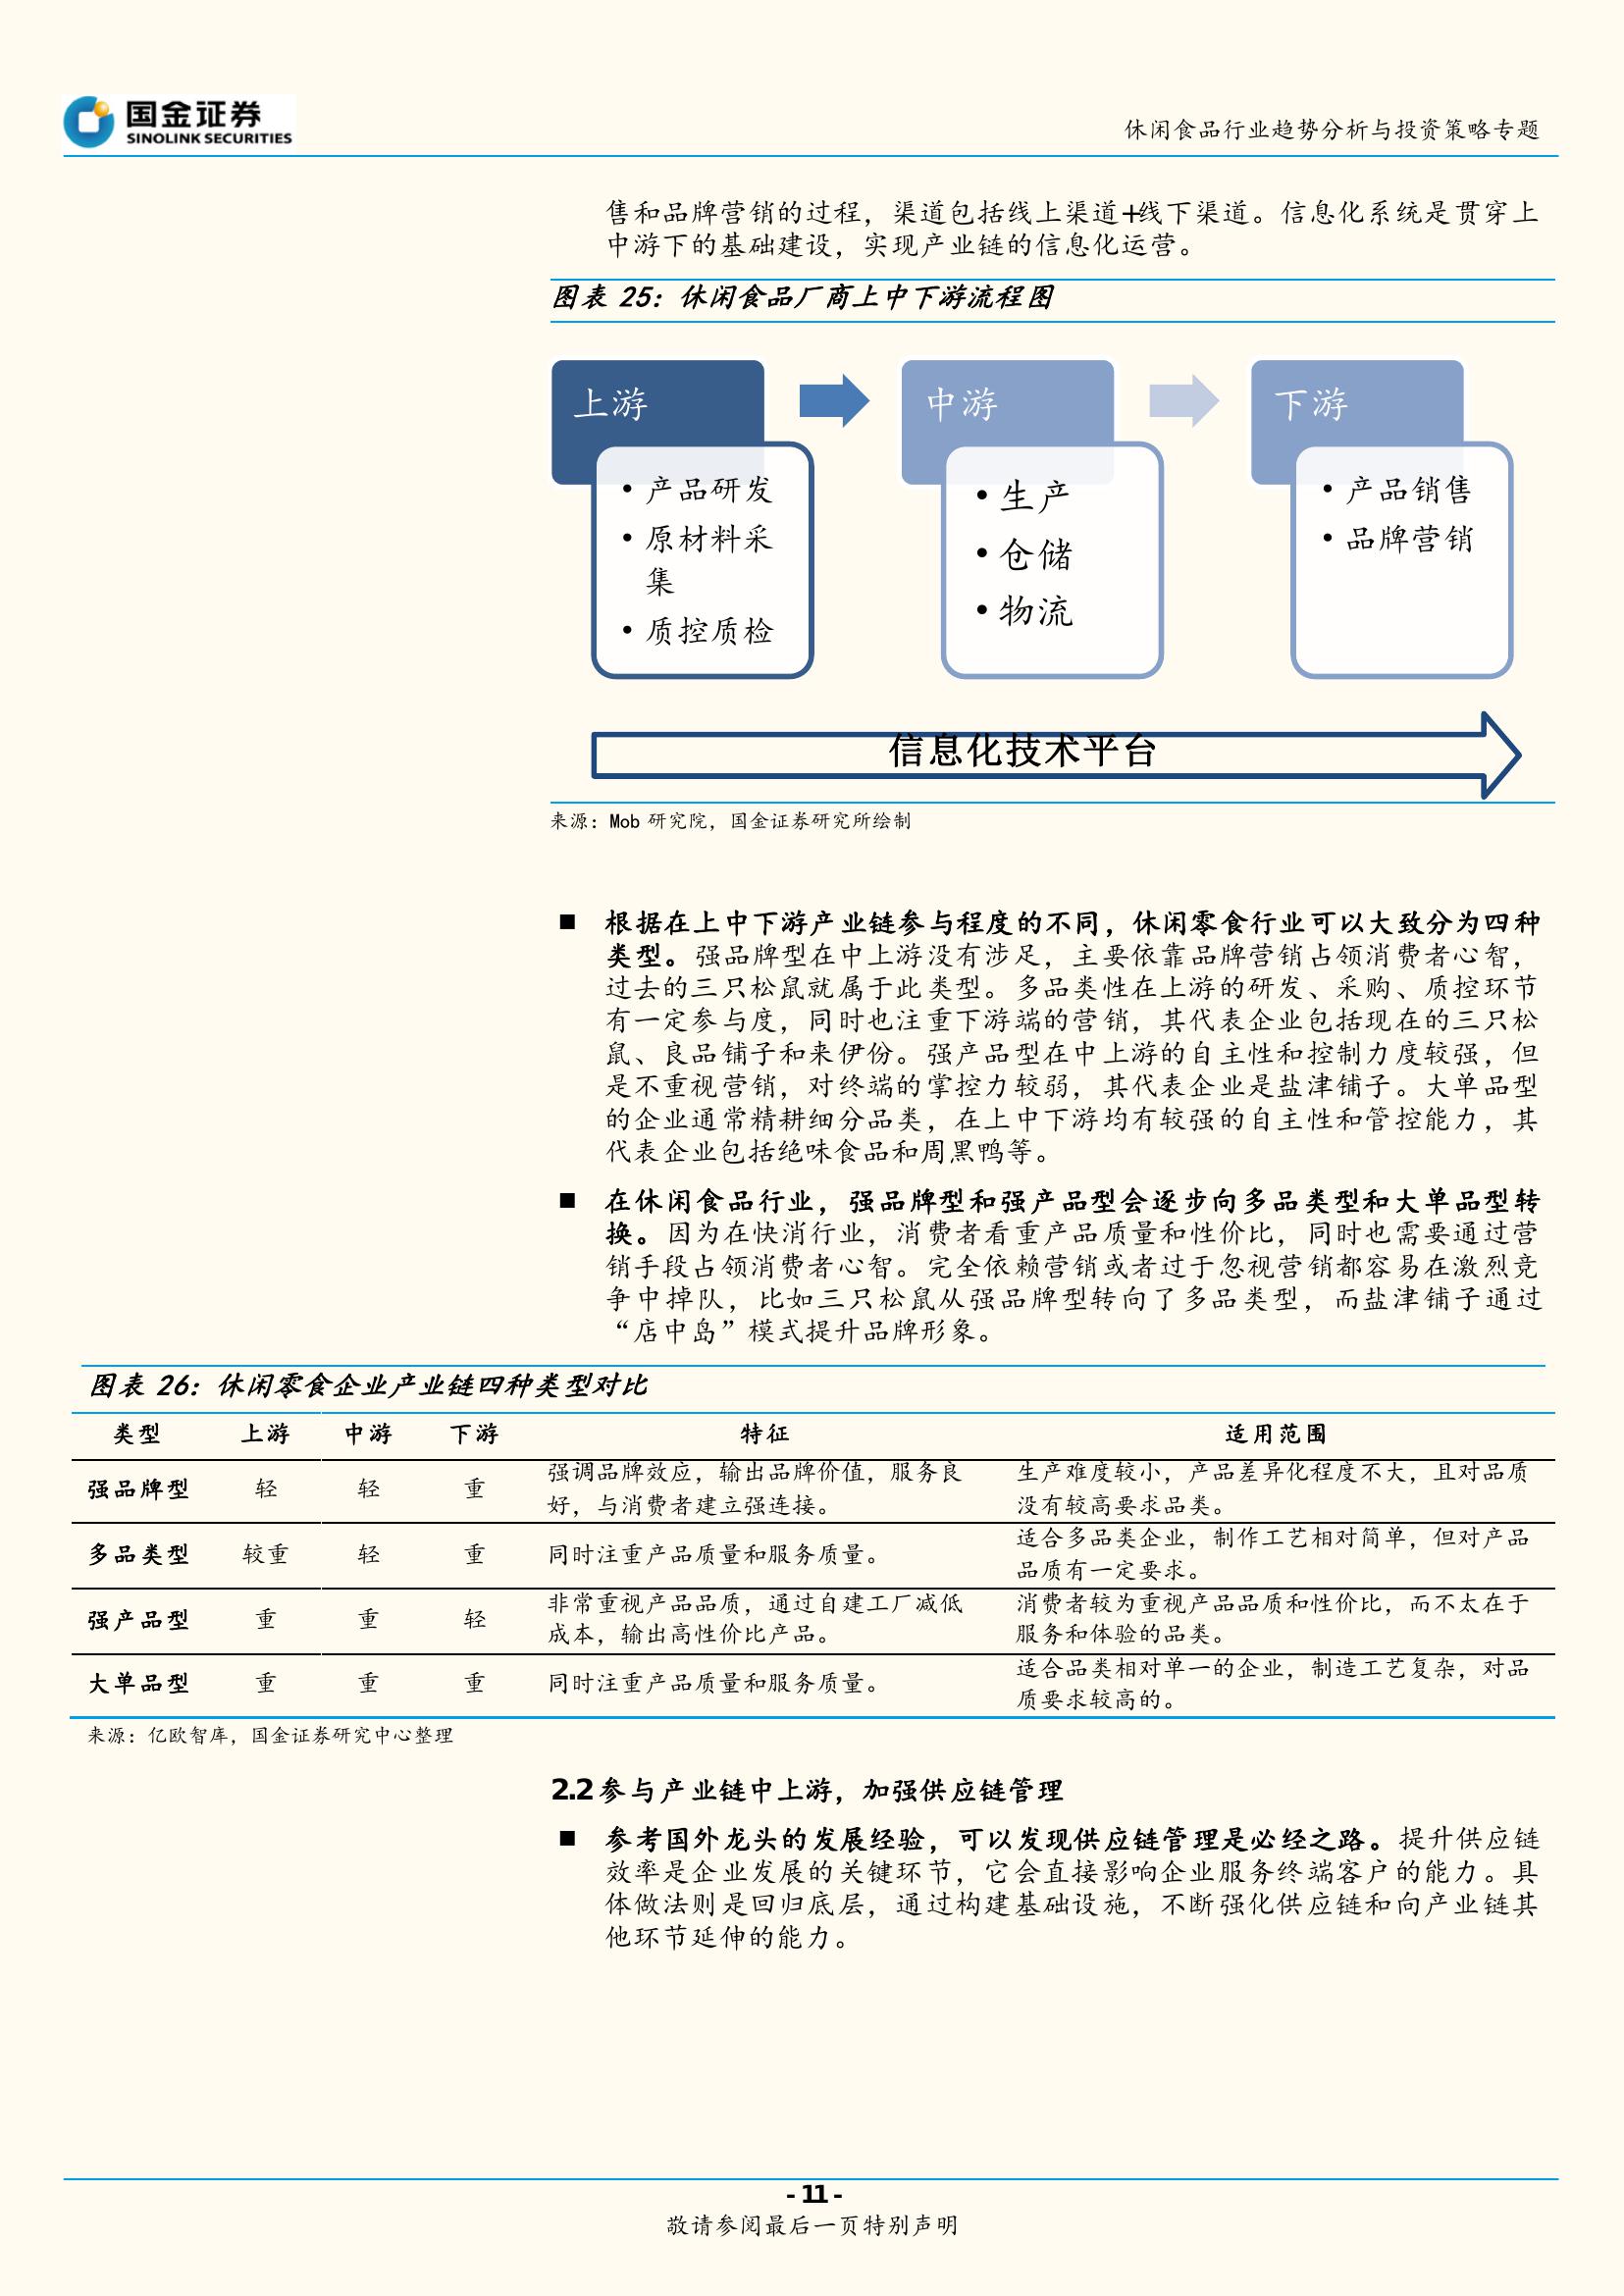 国金证券
SINOLINK SECURITIES
休闲食品行业趋势分析与投资策略专题
售和品牌营销的过程，渠道包括线上渠道+线下渠道。信息化系统是贯穿上
中游下的基础建设，实现产业链的信息化运营。
图表 25：休闲食品厂商上中下游流程图
上游
• 产品研发
• 原材料采
集
• 质控质检
中游
• 生产
• 仓储
• 物流
下游
• 产品销售
• 品牌营销
信息化技术平台
来源：Mob 研究院，国金证券研究所绘制
■ 根据在上中下游产业链参与程度的不同，休闲零食行业可以大致分为四种
类型。强品牌型在中上游没有涉足，主要依靠品牌营销占领消费者心智，
过去的三只松鼠就属于此类型。多品类性在上游的研发、采购、质控环节
有一定参与度，同时也注重下游端的营销，其代表企业包括现在的三只松
鼠、良品铺子和来伊份。强产品型在中上游的自主性和控制力度较强，但
是不重视营销，对终端的掌控力较弱，其代表企业是盐津铺子。大单品型
的企业通常精耕细分品类，在上中下游均有较强的自主性和管控能力，其
代表企业包括绝味食品和周黑鸭等。
■ 在休闲食品行业，强品牌型和强产品型会逐步向多品类型和大单品型转
换。因为在快消行业，消费者看重产品质量和性价比，同时也需要通过营
销手段占领消费者心智。完全依赖营销或者过于忽视营销都容易在激烈竞
争中掉队，比如三只松鼠从强品牌型转向了多品类型，而盐津铺子通过
“店中岛”模式提升品牌形象。
图表 26：休闲零食企业产业链四种类型对比
类型 上游 中游 下游 特征 适用范围
强品牌型 轻 轻 重 强调品牌效应，输出品牌价值，服务良 生产难度较小，产品差异化程度不大，且对品质
好，与消费者建立强连接。 没有较高要求品类。
多品类型 较重 轻 重 同时注重产品质量和服务质量。 适合多品类企业，制作工艺相对简单，但对产品
品质有一定要求。
强产品型 重 重 轻 非常重视产品品质，通过自建工厂减低 消费者较为重视产品品质和性价比，而不太在于
成本，输出高性价比产品。 服务和体验的品类。
大单品型 重 重 重 同时注重产品质量和服务质量。 适合品类相对单一的企业，制造工艺复杂，对品
质要求较高的。
来源：亿欧智库，国金证券研究中心整理
2.2 参与产业链中上游，加强供应链管理
■ 参考国外龙头的发展经验，可以发现供应链管理是必经之路。提升供应链
效率是企业发展的关键环节，它会直接影响企业服务终端客户的能力。具
体做法则是回归底层，通过构建基础设施，不断强化供应链和向产业链其
他环节延伸的能力。
- 11 -
敬请参阅最后一页特别声明